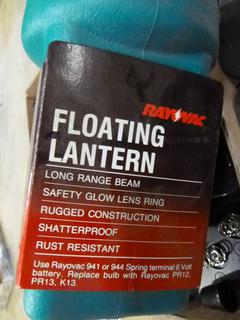 RAYOVAC
FLOATING
LANTERN
LONG RANGE BEAM
SAFETY GLOW LENS RING
RUGGED CONSTRUCTION
SHATTERPROOF
RUST RESISTANT
Use Rayovac 941 or 944 Spring terminal 6 Volt
battery. Replace bulb with Rayovac PR12,
PR13, K13.